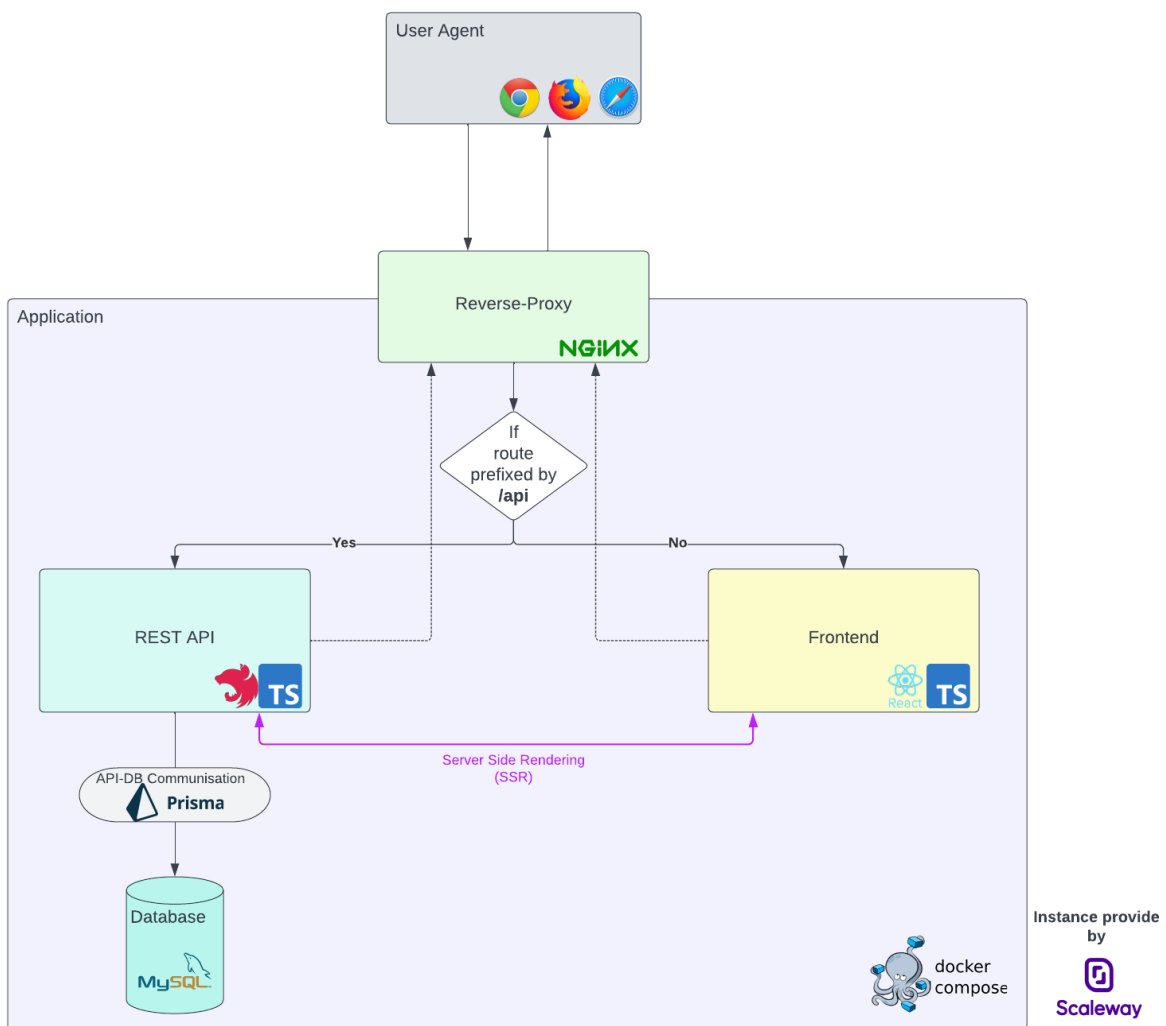 User Agent
Application
Reverse-Proxy
NGINX
If
route
prefixed by
/api
Yes
No
REST API
TS
Frontend
React
TS
Server Side Rendering
(SSR)
API-DB Communisation
Prisma
Database
MySQL
docker
compose
Instance provide
by
Scaleway